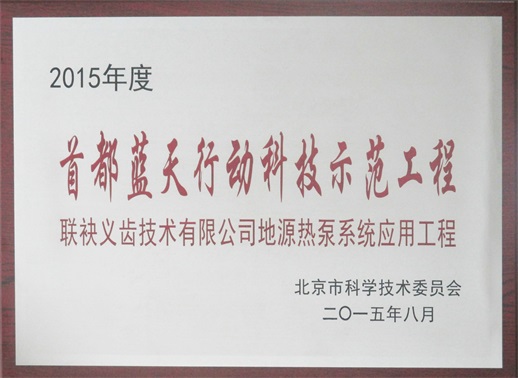 2015年度
首都蓝天行动科技示范工程
联袂义齿技术有限公司地源热泵系统应用工程
北京市科学技术委员会
二〇一五年八月